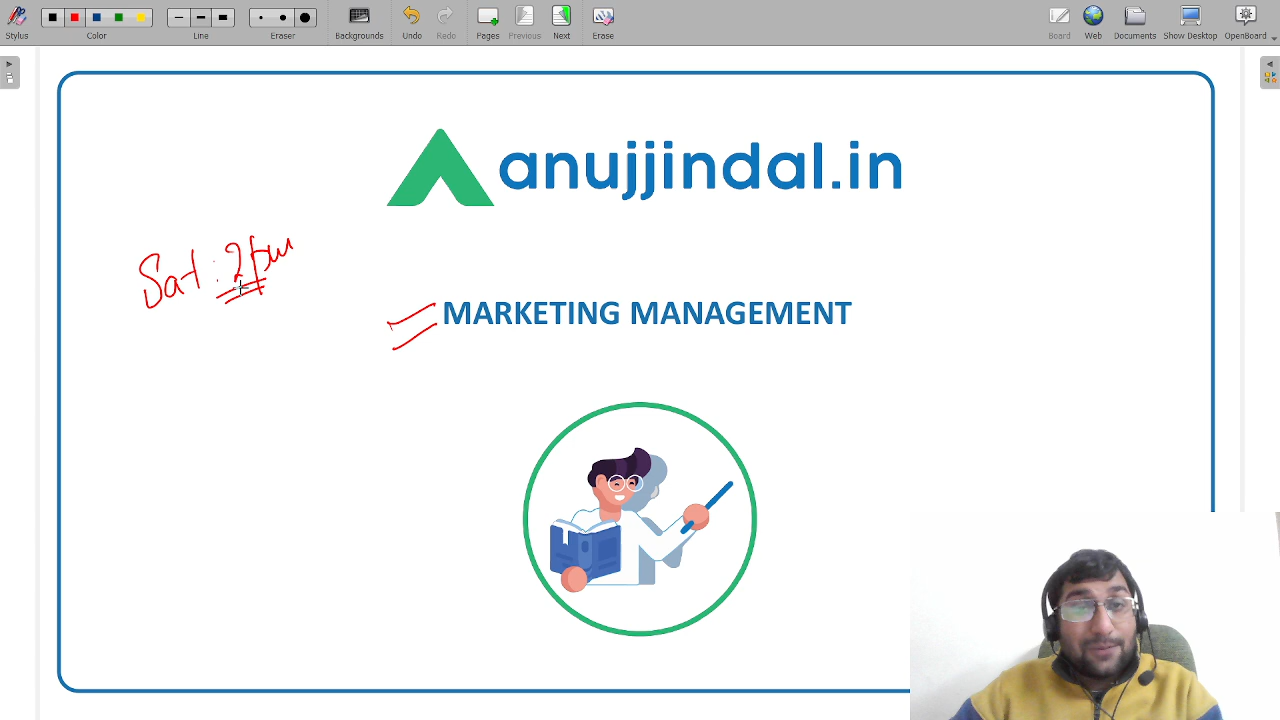 Stylus
Color
Line
Eraser
Backgrounds
Undo
Redo
Pages
Previous
Next
Erase
Board
Web
Documents
Show Desktop
OpenBoard
anujjindal.in
Sat : 2pm
MARKETING MANAGEMENT